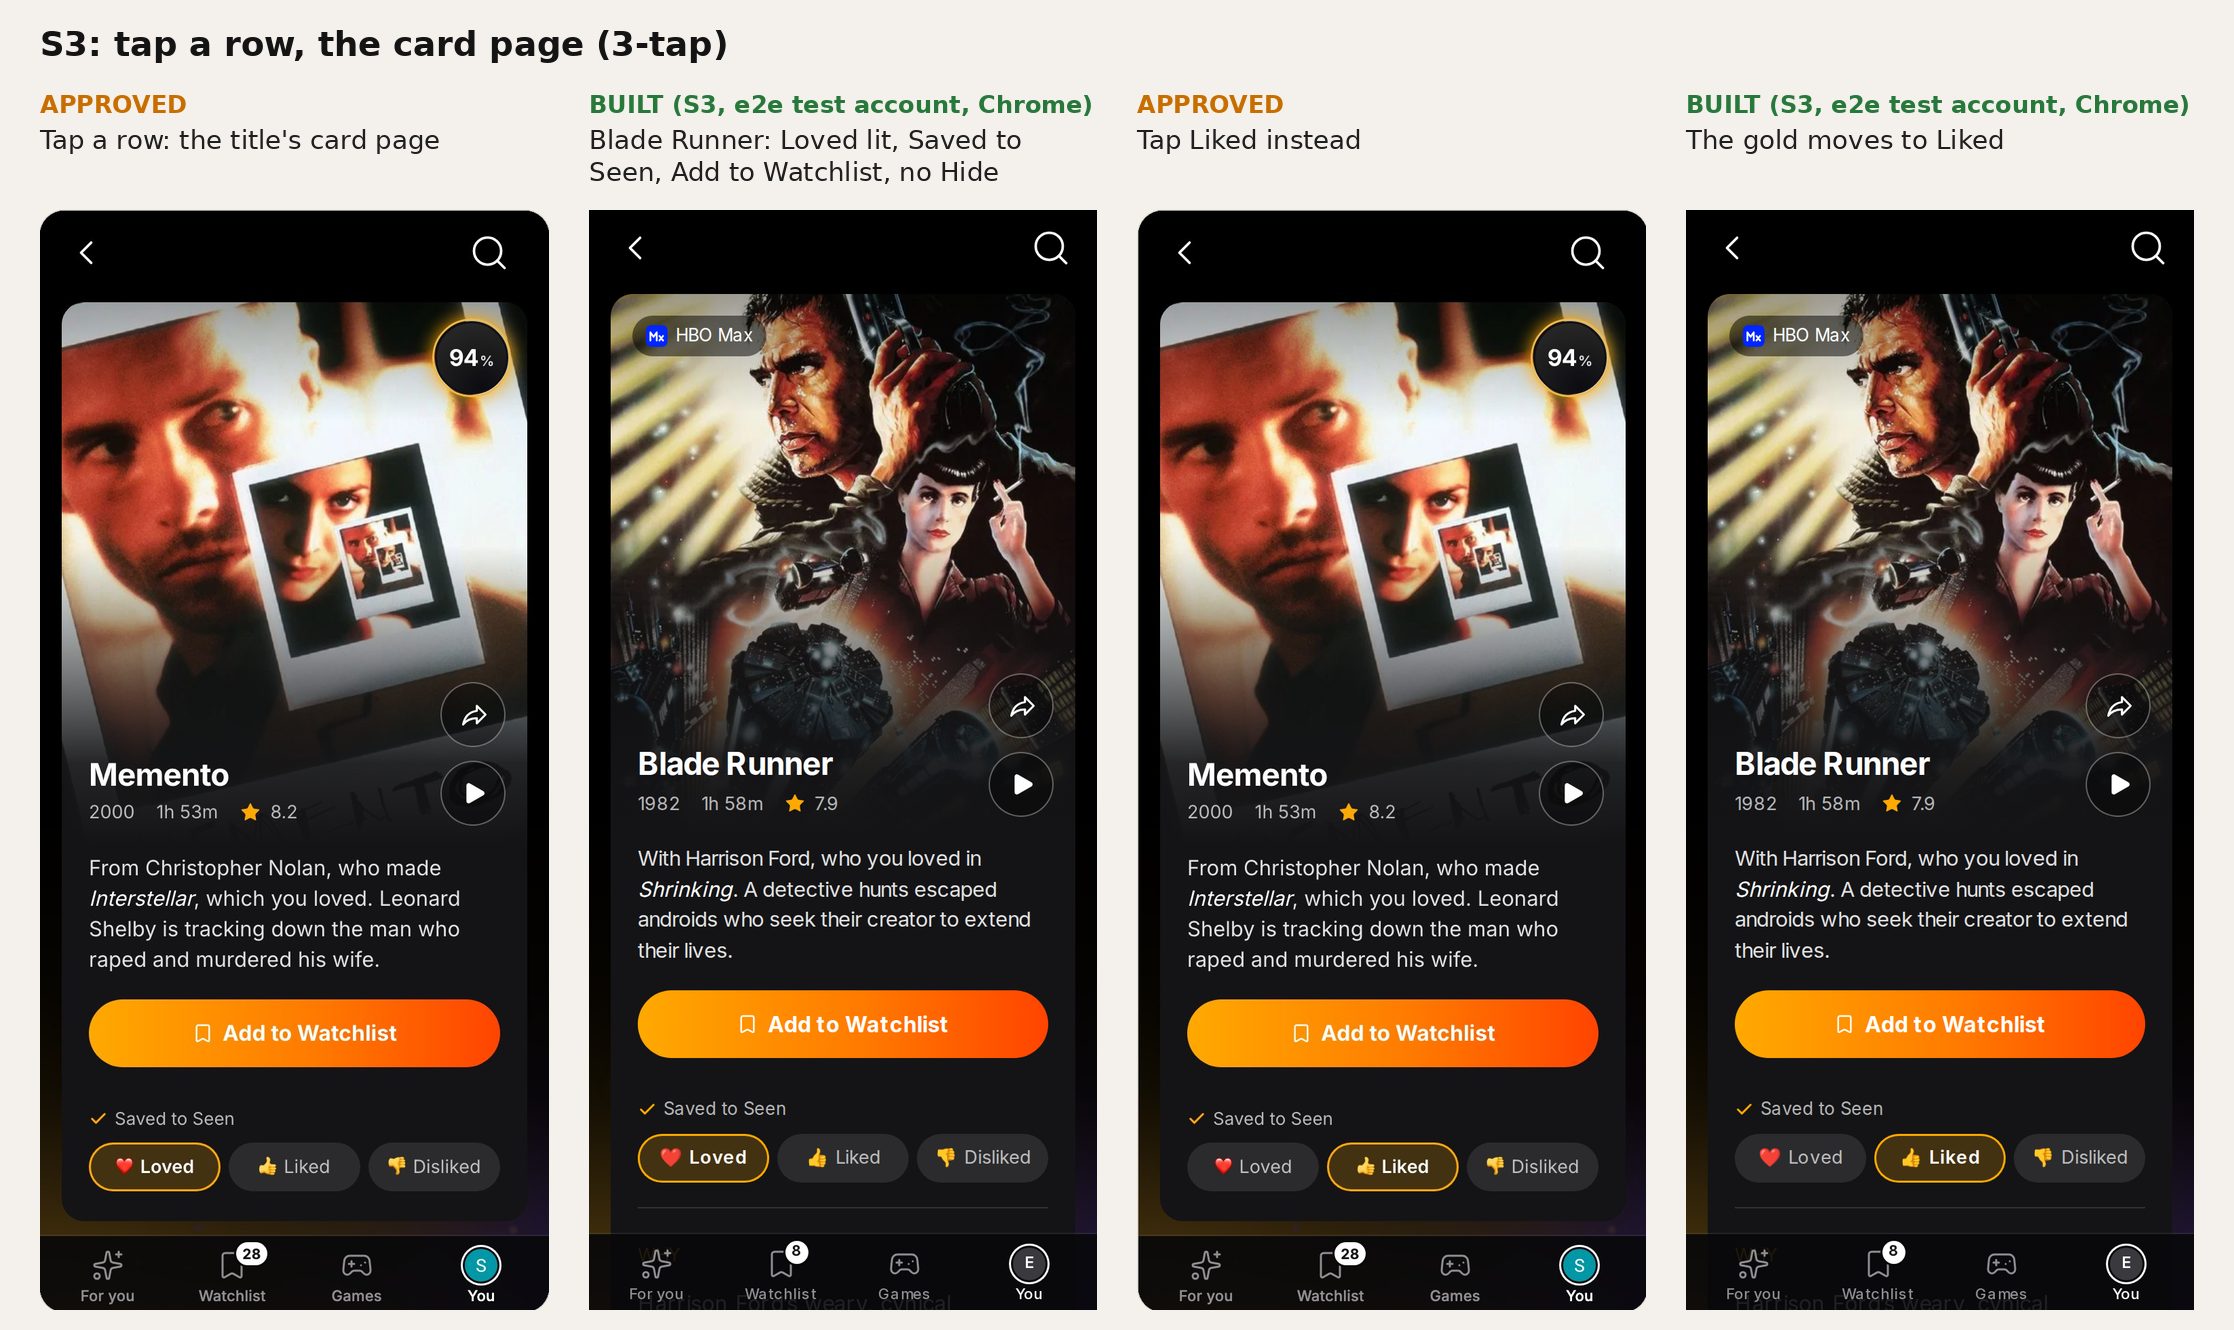 S3: tap a row, the card page (3-tap)
APPROVED
Tap a row: the title's card page
BUILT (S3, e2e test account, Chrome)
Blade Runner: Loved lit, Saved to
Seen, Add to Watchlist, no Hide
APPROVED
Tap Liked instead
BUILT (S3, e2e test account, Chrome)
The gold moves to Liked
94%
Memento
2000 1h 53m 8.2
From Christopher Nolan, who made
Interstellar, which you loved. Leonard
Shelby is tracking down the man who
raped and murdered his wife.
Add to Watchlist
Saved to Seen
Loved Liked Disliked
28
S
For you Watchlist Games You
HBO Max
Blade Runner
1982 1h 58m 7.9
With Harrison Ford, who you loved in
Shrinking. A detective hunts escaped
androids who seek their creator to extend
their lives.
Add to Watchlist
Saved to Seen
Loved Liked Disliked
8
E
For you Watchlist Games You
Harrison Ford's weary, cynical
94%
Memento
2000 1h 53m 8.2
From Christopher Nolan, who made
Interstellar, which you loved. Leonard
Shelby is tracking down the man who
raped and murdered his wife.
Add to Watchlist
Saved to Seen
Loved Liked Disliked
28
S
For you Watchlist Games You
HBO Max
Blade Runner
1982 1h 58m 7.9
With Harrison Ford, who you loved in
Shrinking. A detective hunts escaped
androids who seek their creator to extend
their lives.
Add to Watchlist
Saved to Seen
Loved Liked Disliked
8
E
For you Watchlist Games You
Harrison Ford's weary, cynical